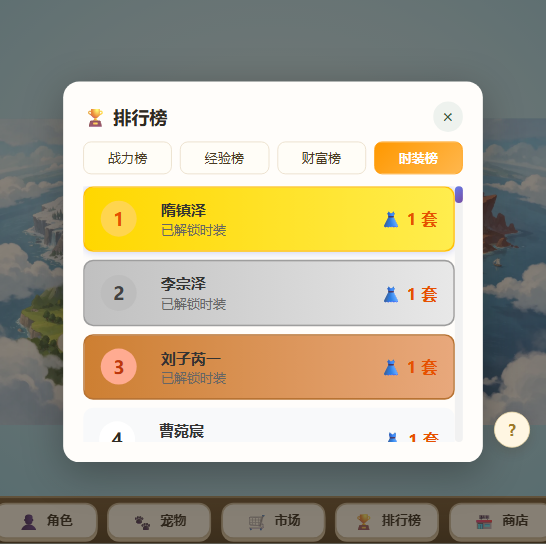 排行榜
×
战力榜 经验榜 财富榜 时装榜
1 隋镇泽 1 套
已解锁时装
2 李宗泽 1 套
已解锁时装
3 刘子芮一 1 套
已解锁时装
4 曹菀宸 1 套
?
角色 宠物 市场 排行榜 商店